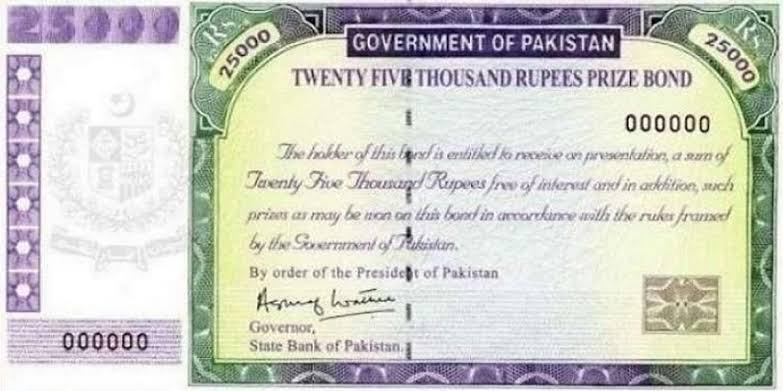 25000
Rs
25000
Rs
25000
GOVERNMENT OF PAKISTAN
TWENTY FIVE THOUSAND RUPEES PRIZE BOND
000000
The holder of this bond is entitled to receive on presentation, a sum of
Twenty Five Thousand Rupees free of interest and in addition, such
prizes as may be won on this bond in accordance with the rules framed
by the Government of Pakistan.
By order of the President of Pakistan
Governor,
State Bank of Pakistan.
000000